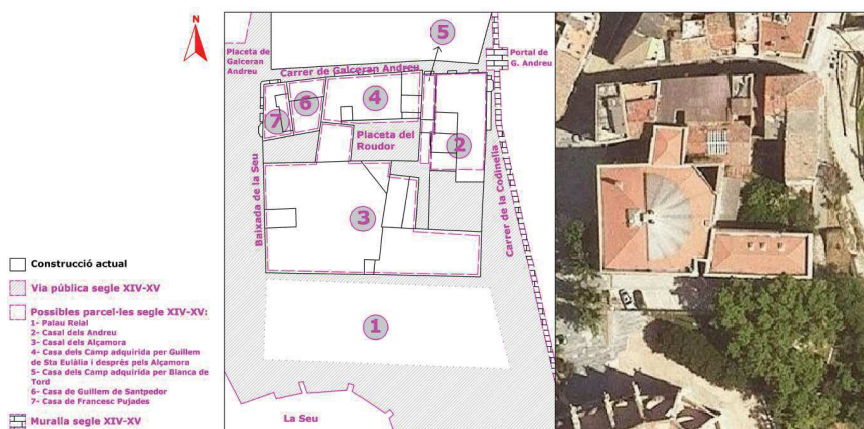 N
Placeta de
Galceran
Andreu
5
Portal de
G. Andreu
Carrer de Galceran Andreu
7
6
4
2
Placeta del
Roudor
Baixada de la Seu
3
Carrer de la Codinella
1
La Seu
Construcció actual
Via pública segle XIV-XV
Possibles parcel·les segle XIV-XV:
1- Palau Reial
2- Casal dels Andreu
3- Casal dels Alçamora
4- Casa dels Camp adquirida per Guillem
de Sta Eulàlia i després pels Alçamora
5- Casa dels Camp adquirida per Blanca de
Tord
6- Casa de Guillem de Santpedor
7- Casa de Francesc Pujades
Muralla segle XIV-XV